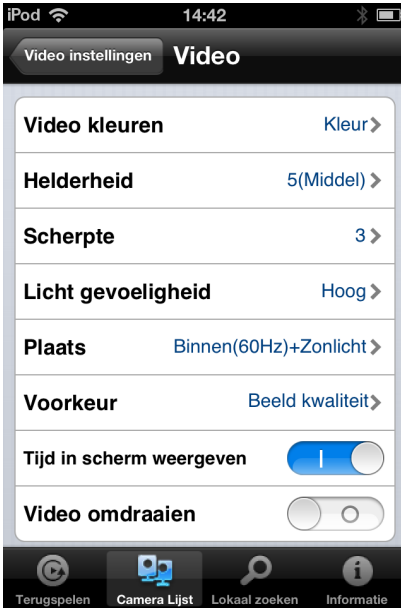 iPod 14:42
Video instellingen Video
Video kleuren Kleur
Helderheid 5(Middel)
Scherpte 3
Licht gevoeligheid Hoog
Plaats Binnen(60Hz)+Zonlicht
Voorkeur Beeld kwaliteit
Tijd in scherm weergeven
Video omdraaien
Terugspelen Camera Lijst Lokaal zoeken Informatie